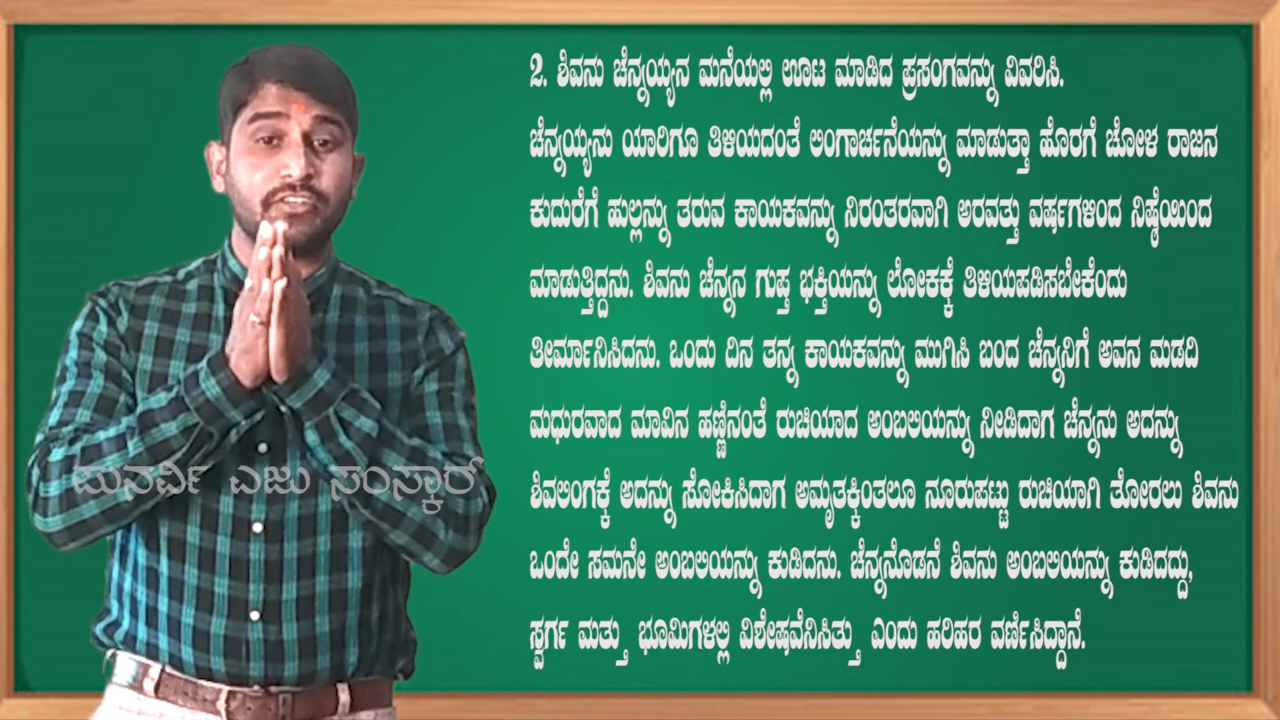 2. ಶಿವನು ಚೆನ್ನಯ್ಯನ ಮನೆಯಲ್ಲಿ ಊಟ ಮಾಡಿದ ಪ್ರಸಂಗವನ್ನು ವಿವರಿಸಿ.
ಚೆನ್ನಯ್ಯನು ಯಾರಿಗೂ ತಿಳಿಯದಂತೆ ಲಿಂಗಾರ್ಚನೆಯನ್ನು ಮಾಡುತ್ತಾ ಹೊರಗೆ ಚೋಳ ರಾಜನ
ಕುದುರೆಗೆ ಹುಲ್ಲನ್ನು ತರುವ ಕಾಯಕವನ್ನು ನಿರಂತರವಾಗಿ ಅರವತ್ತು ವರ್ಷಗಳಿಂದ ನಿಷ್ಠೆಯಿಂದ
ಮಾಡುತ್ತಿದ್ದನು. ಶಿವನು ಚೆನ್ನನ ಗುಪ್ತ ಭಕ್ತಿಯನ್ನು ಲೋಕಕ್ಕೆ ತಿಳಿಯಪಡಿಸಬೇಕೆಂದು
ತೀರ್ಮಾನಿಸಿದನು. ಒಂದು ದಿನ ತನ್ನ ಕಾಯಕವನ್ನು ಮುಗಿಸಿ ಬಂದ ಚೆನ್ನನಿಗೆ ಅವನ ಮಡದಿ
ಮಧುರವಾದ ಮಾವಿನ ಹಣ್ಣಿನಂತೆ ರುಚಿಯಾದ ಅಂಬಲಿಯನ್ನು ನೀಡಿದಾಗ ಚೆನ್ನನು ಅದನ್ನು
ಶಿವಲಿಂಗಕ್ಕೆ ಅದನ್ನು ಸೋಕಿಸಿದಾಗ ಅಮೃತಕ್ಕಿಂತಲೂ ನೂರುಪಟ್ಟು ರುಚಿಯಾಗಿ ತೋರಲು ಶಿವನು
ಒಂದೇ ಸಮನೇ ಅಂಬಲಿಯನ್ನು ಕುಡಿದನು. ಚೆನ್ನನೊಡನೆ ಶಿವನು ಅಂಬಲಿಯನ್ನು ಕುಡಿದದ್ದು,
ಸ್ವರ್ಗ ಮತ್ತು ಭೂಮಿಗಳಲ್ಲಿ ವಿಶೇಷವೆನಿಸಿತ್ತು ಎಂದು ಹರಿಹರ ವರ್ಣಿಸಿದ್ದಾನೆ.
ಪುನರ್ವಿ ಎಜು ಸಂಸ್ಕಾರ್